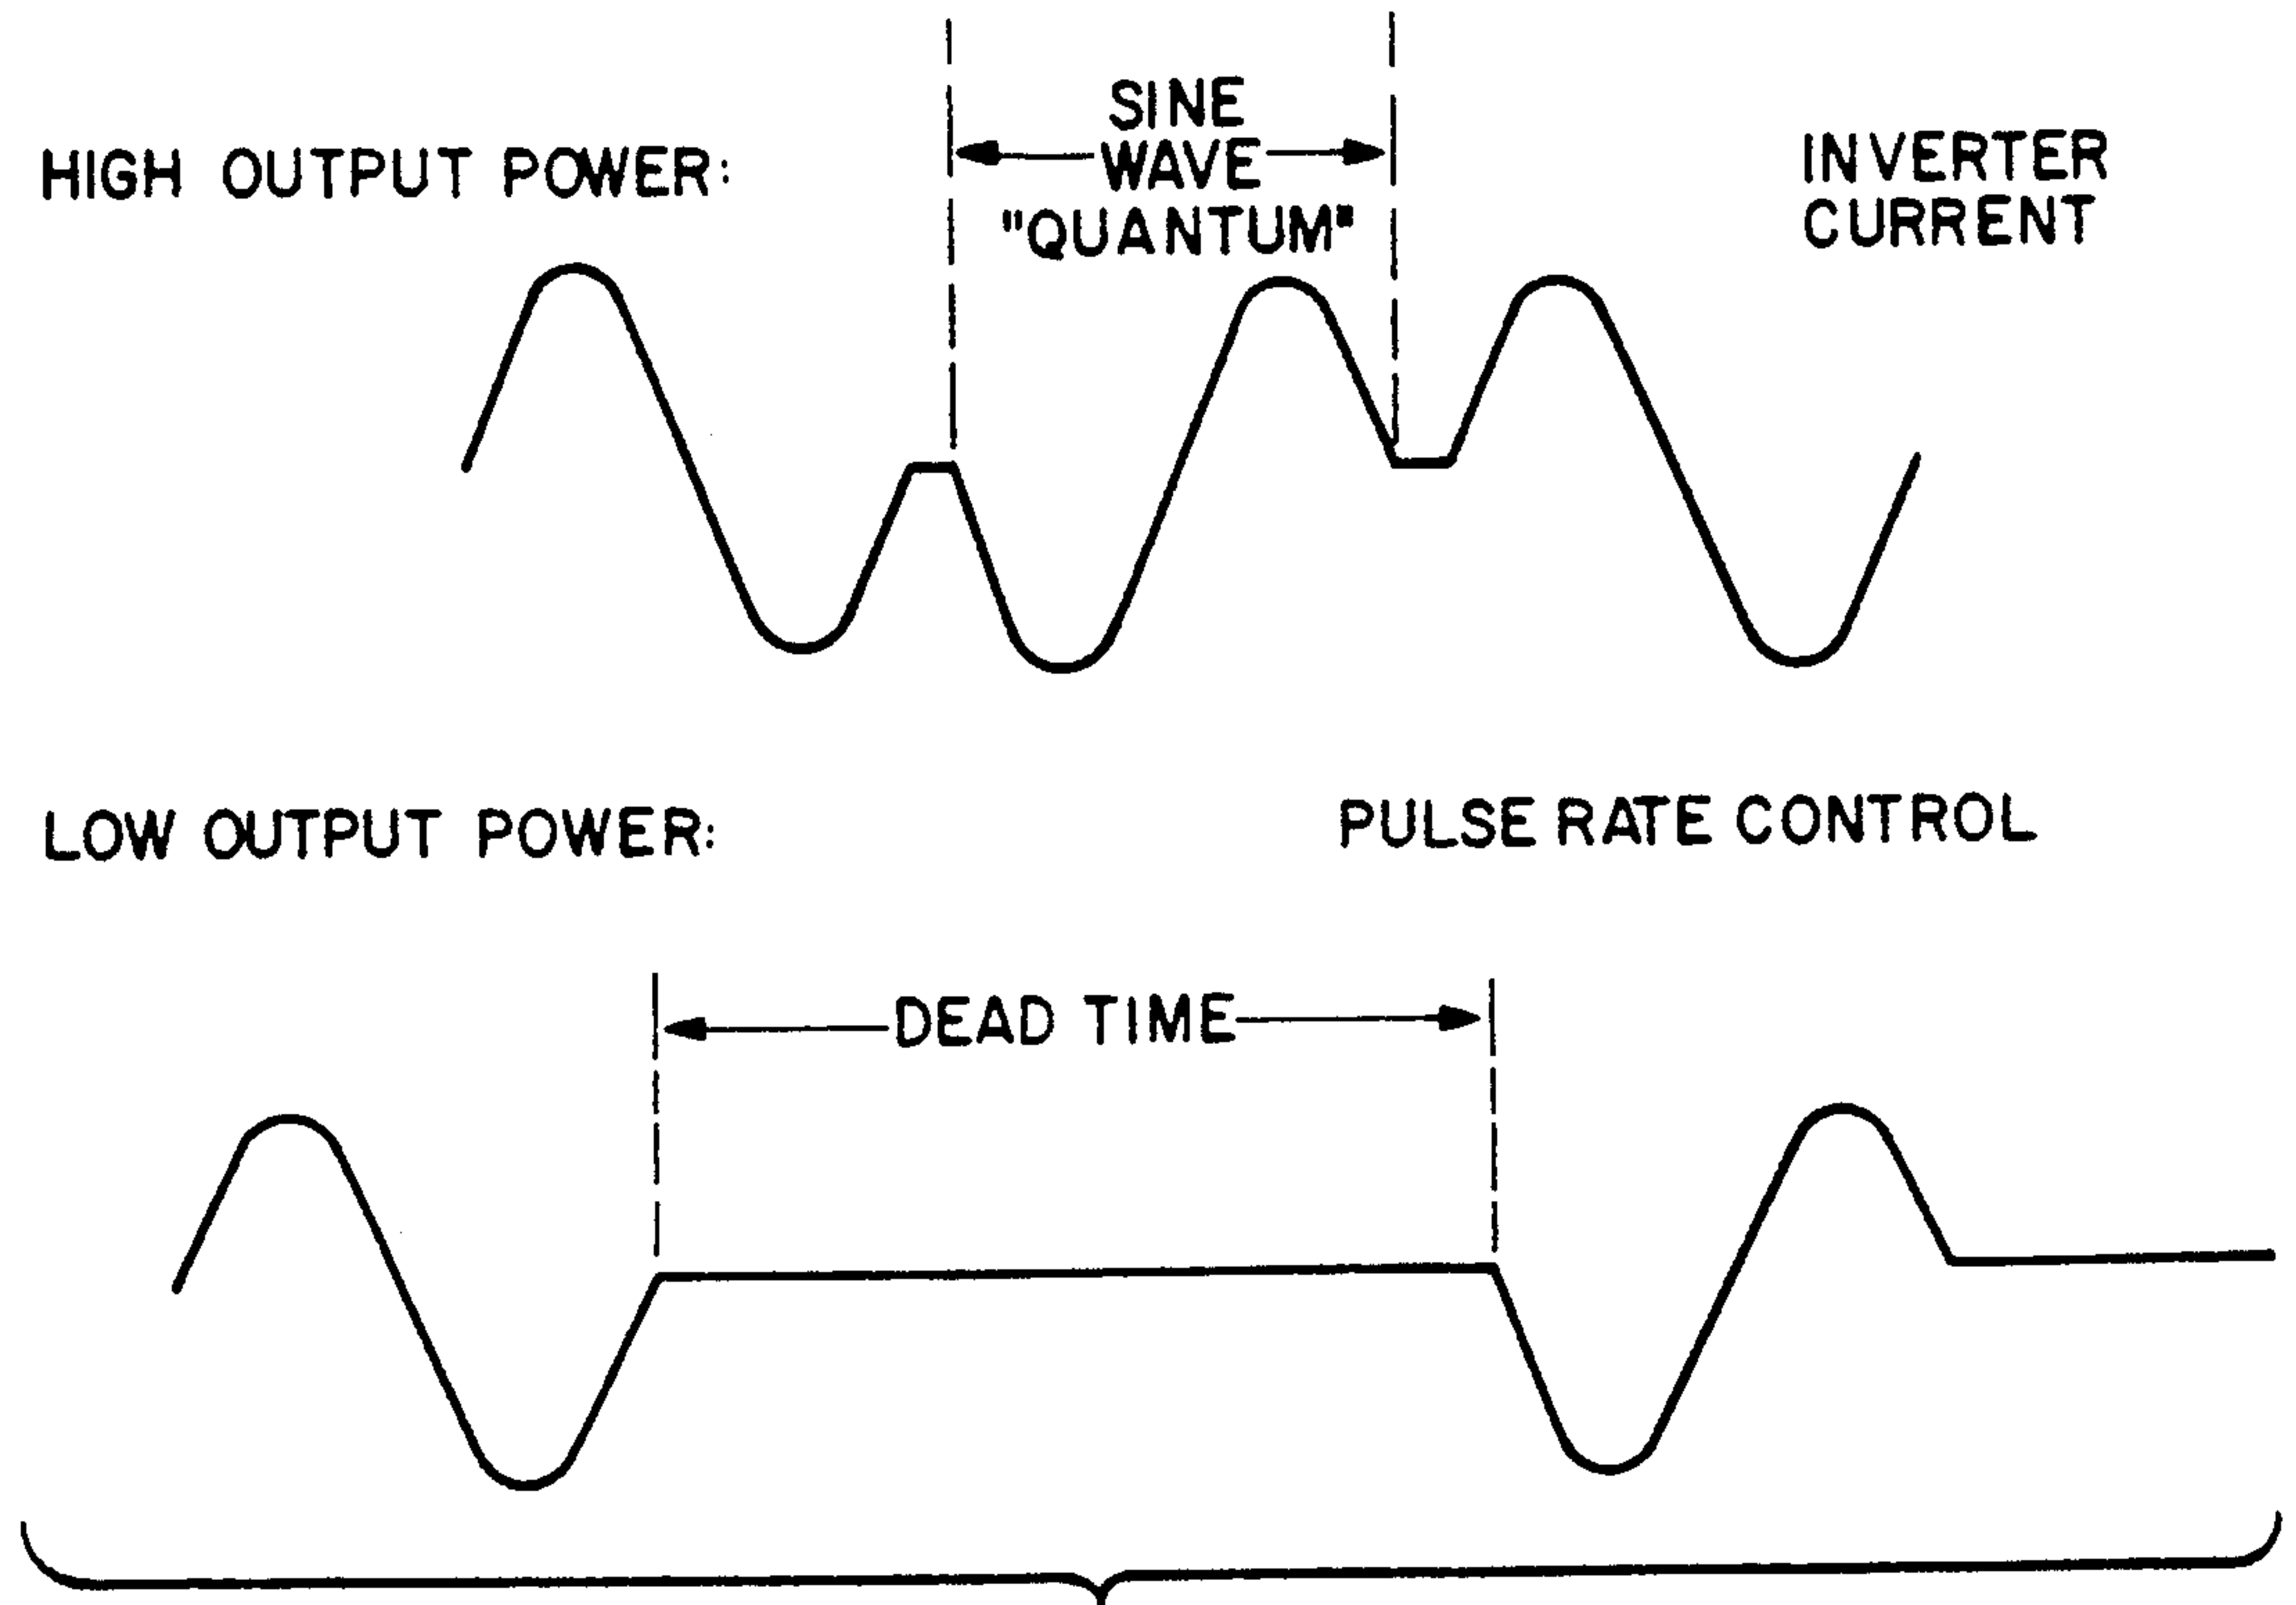 HIGH OUTPUT POWER:
SINE
WAVE
"QUANTUM"
INVERTER
CURRENT
LOW OUTPUT POWER:
PULSE RATE CONTROL
DEAD TIME